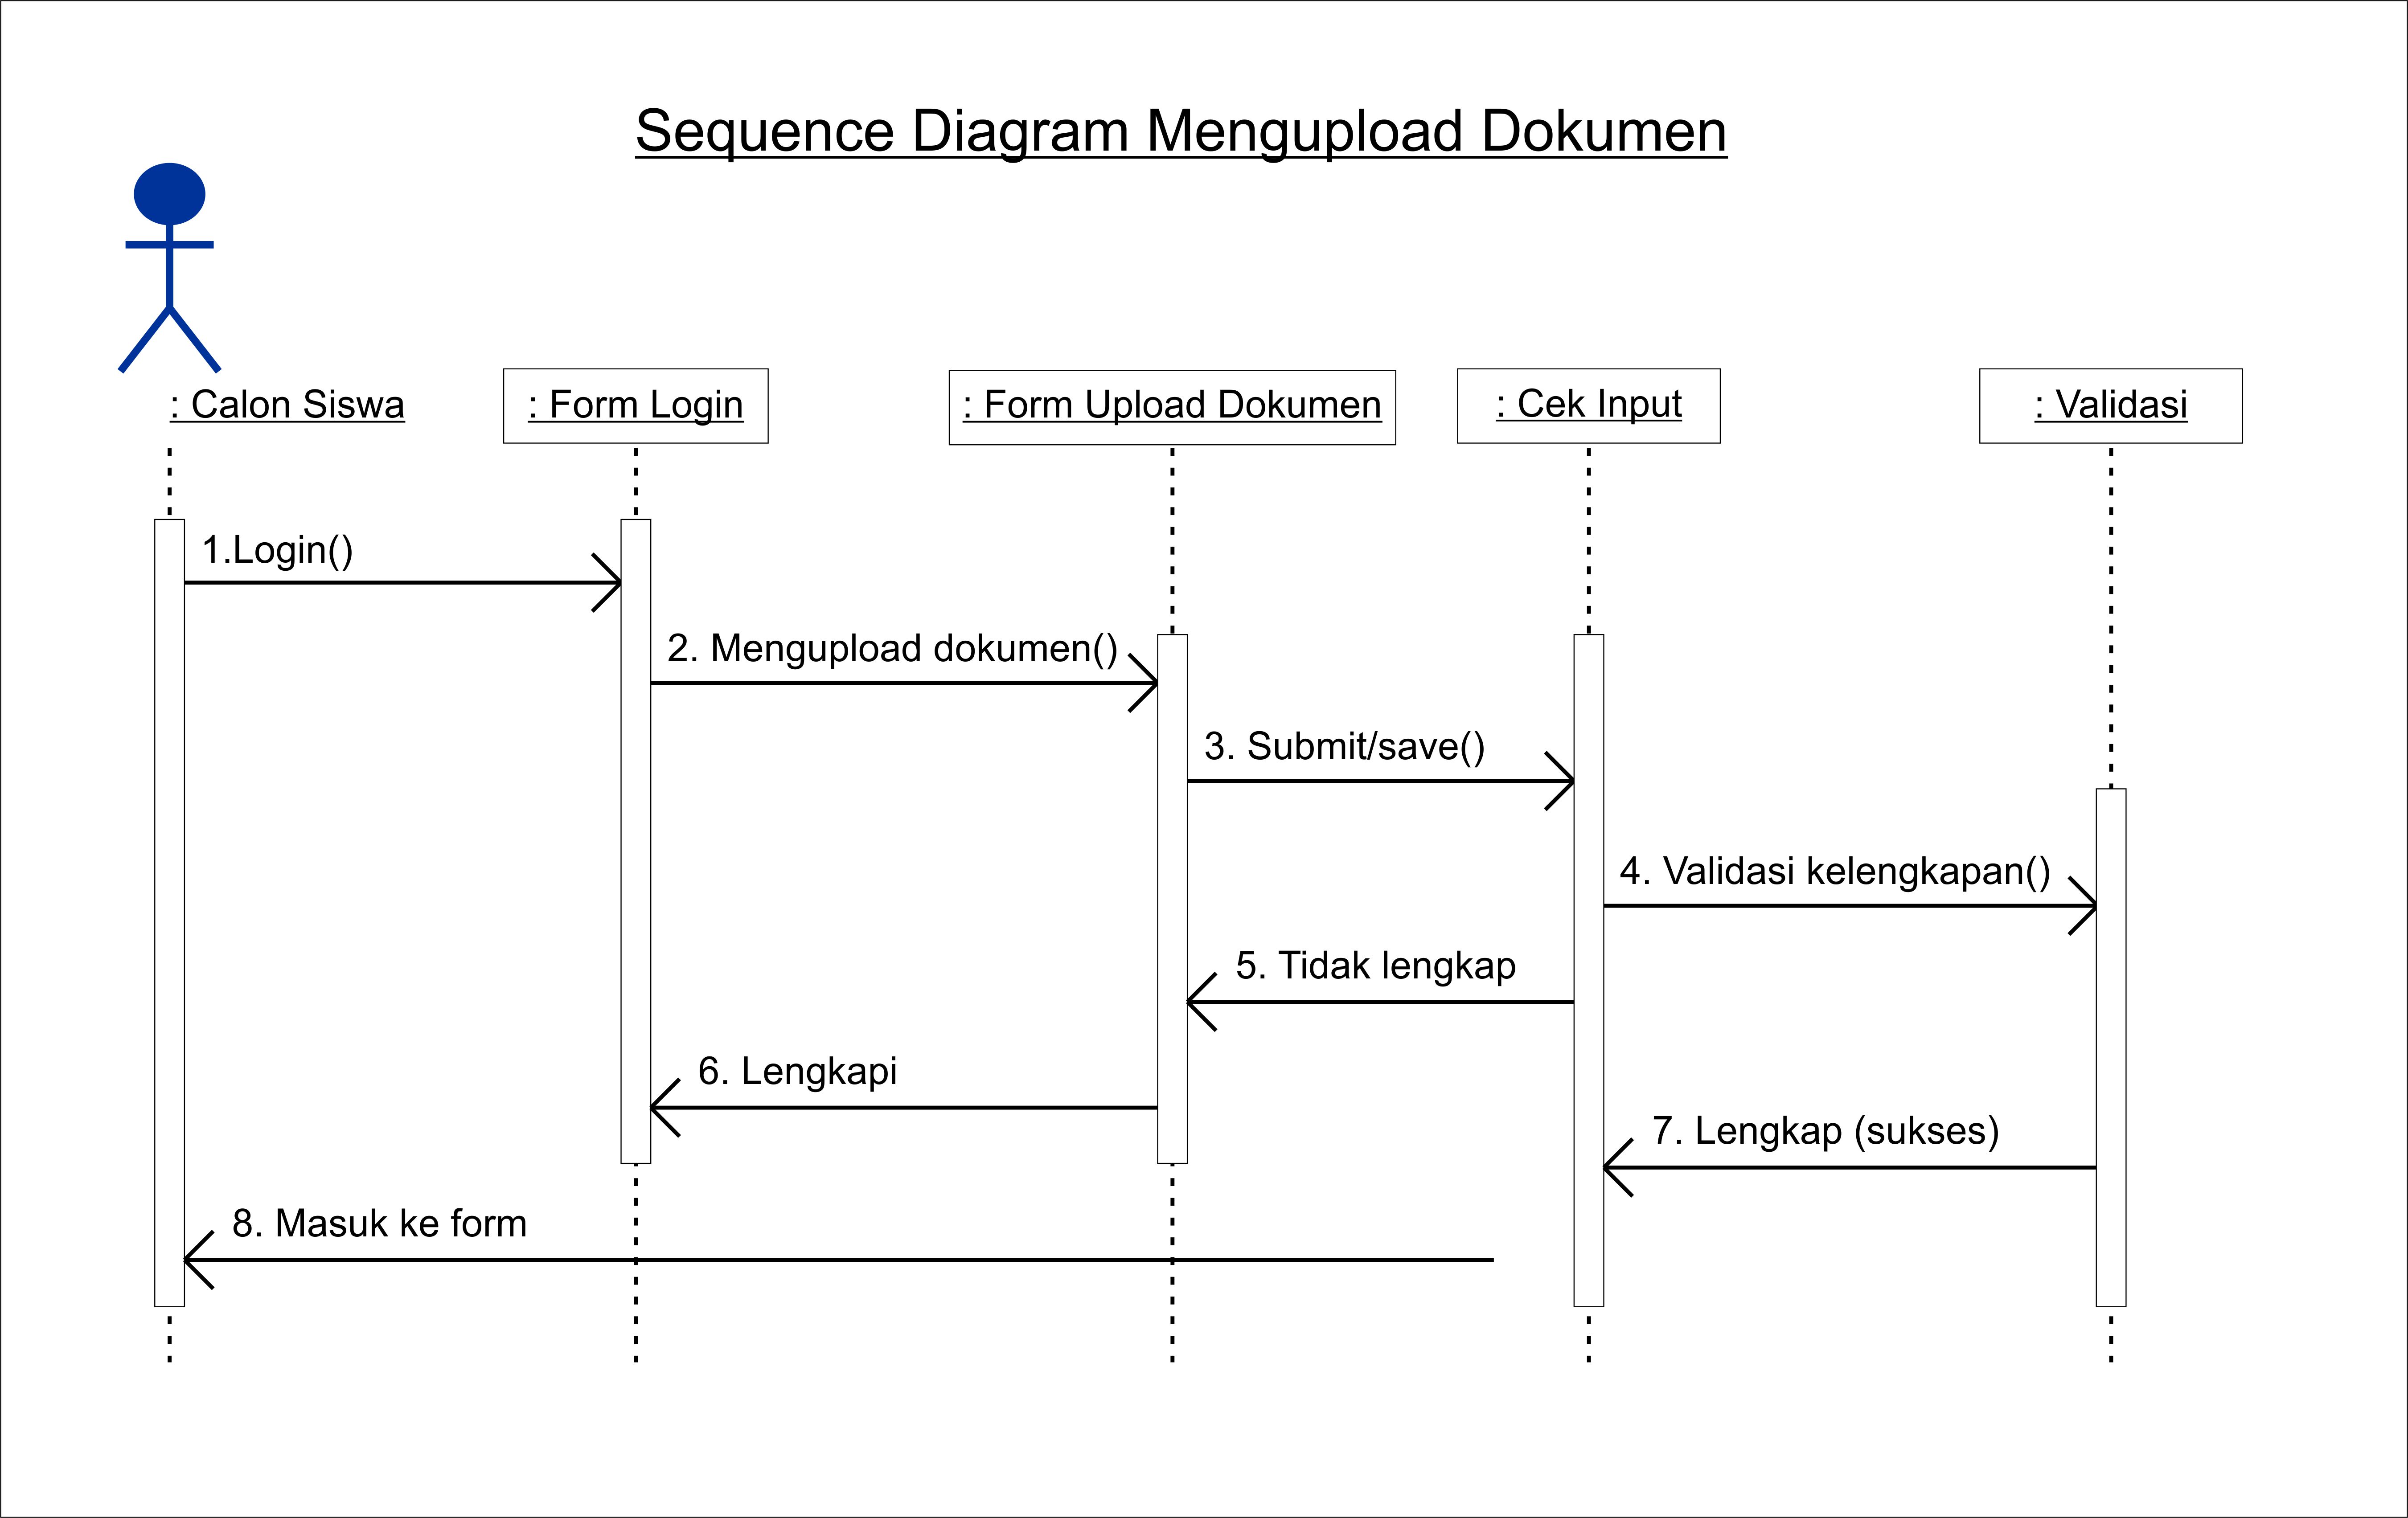 Sequence Diagram Mengupload Dokumen
: Calon Siswa
: Form Login
: Form Upload Dokumen
: Cek Input
: Validasi
1.Login()
2. Mengupload dokumen()
3. Submit/save()
4. Validasi kelengkapan()
5. Tidak lengkap
6. Lengkapi
7. Lengkap (sukses)
8. Masuk ke form